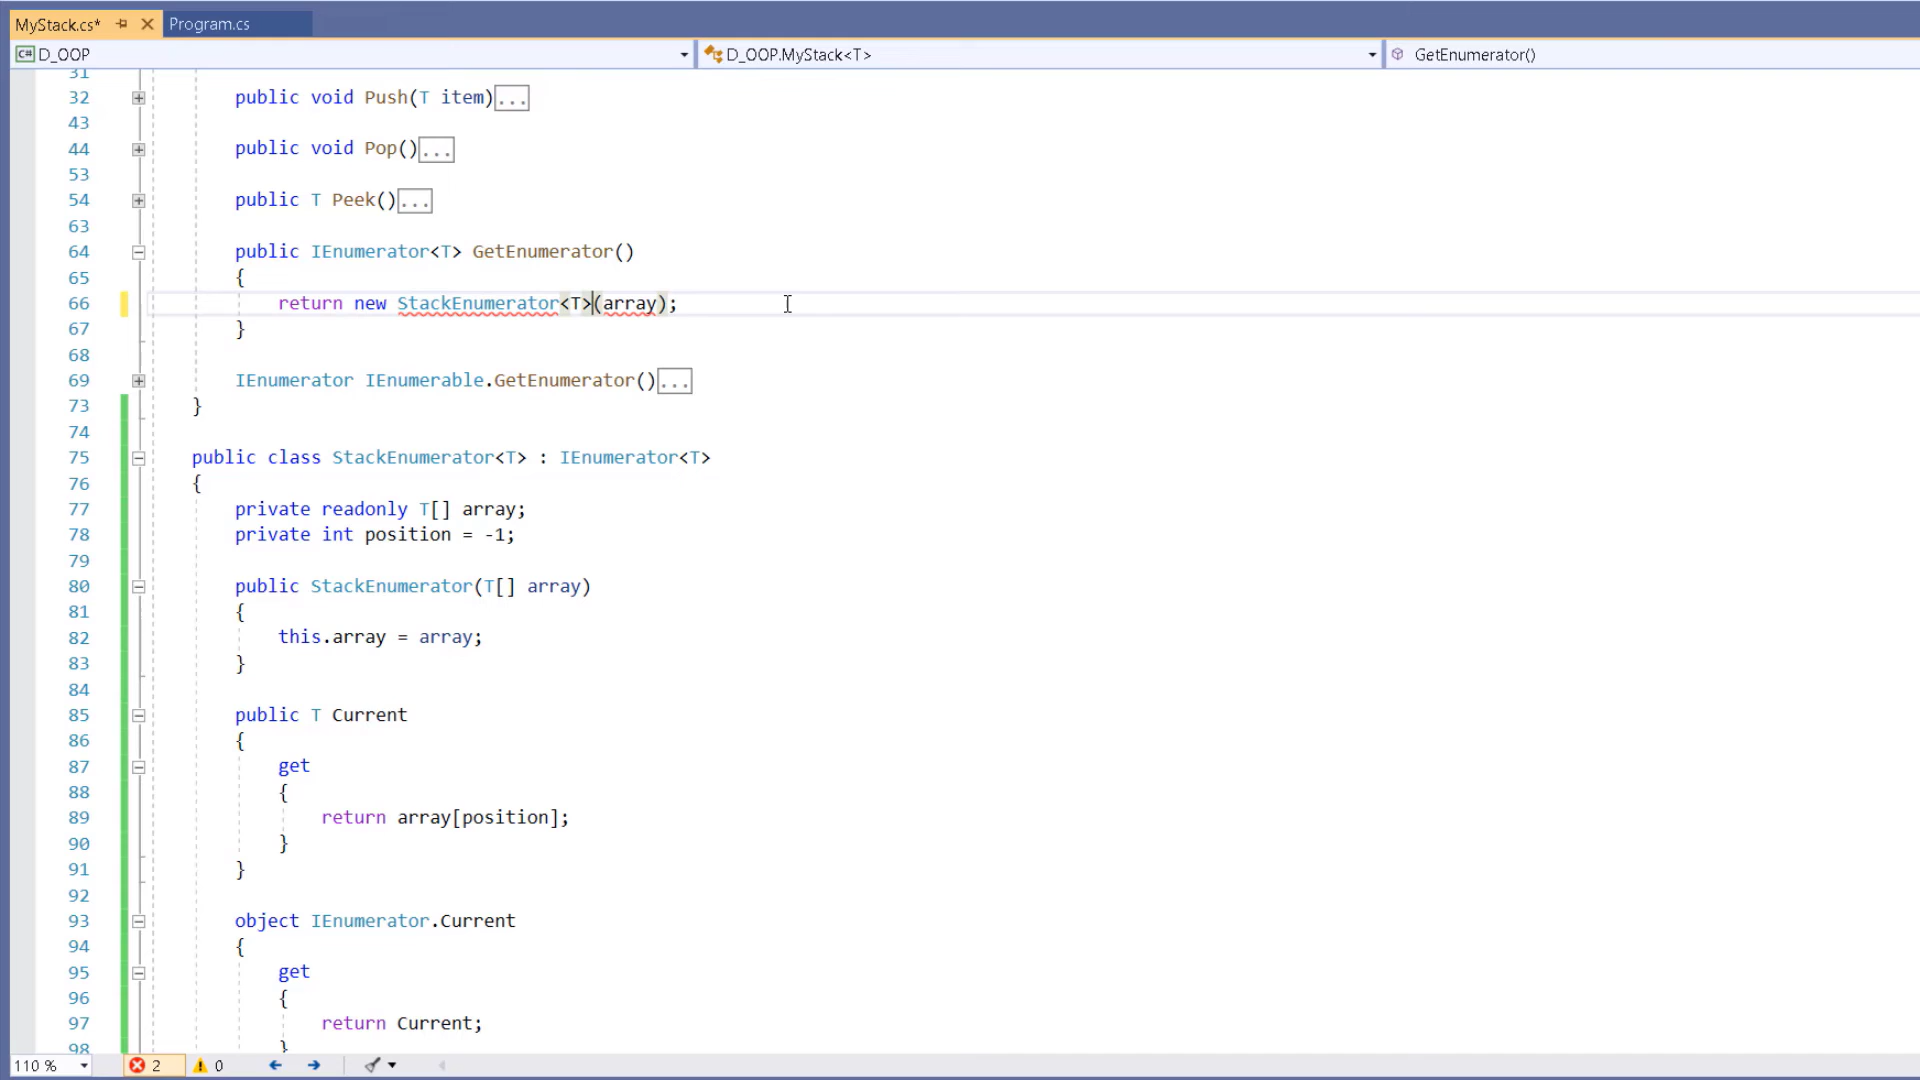 MyStack.cs* Program.cs
C# D_OOP D_OOP.MyStack<T> GetEnumerator()
31
32 public void Push(T item)...
43
44 public void Pop()...
53
54 public T Peek()...
63
64 public IEnumerator<T> GetEnumerator()
65 {
66 return new StackEnumerator<T>(array);
67 }
68
69 IEnumerator IEnumerable.GetEnumerator()...
73 }
74
75 public class StackEnumerator<T> : IEnumerator<T>
76 {
77 private readonly T[] array;
78 private int position = -1;
79
80 public StackEnumerator(T[] array)
81 {
82 this.array = array;
83 }
84
85 public T Current
86 {
87 get
88 {
89 return array[position];
90 }
91 }
92
93 object IEnumerator.Current
94 {
95 get
96 {
97 return Current;
98 }
110 % 2 0